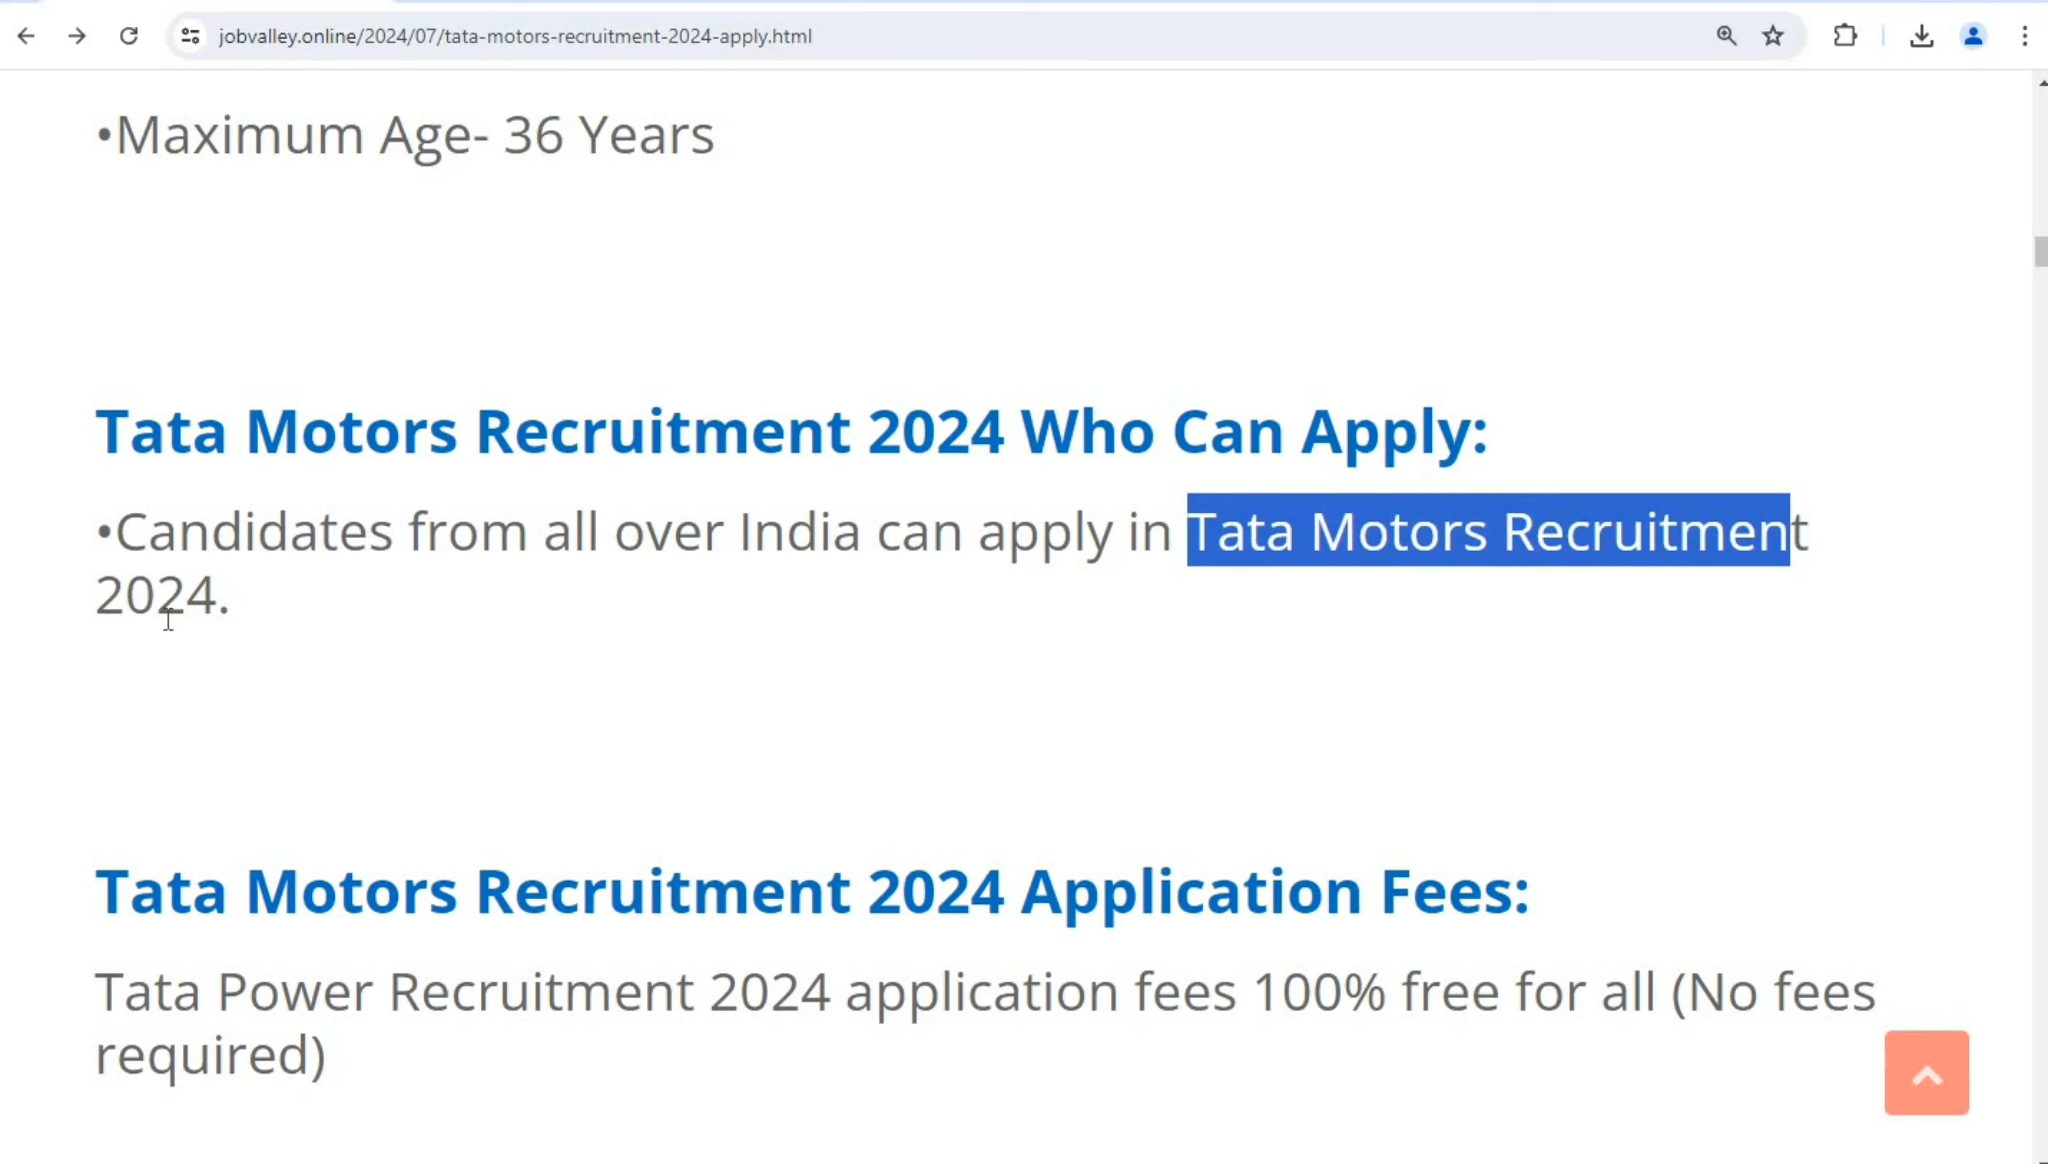 jobvalley.online/2024/07/tata-motors-recruitment-2024-apply.html
•Maximum Age- 36 Years
Tata Motors Recruitment 2024 Who Can Apply:
•Candidates from all over India can apply in Tata Motors Recruitment
2024.
Tata Motors Recruitment 2024 Application Fees:
Tata Power Recruitment 2024 application fees 100% free for all (No fees
required)